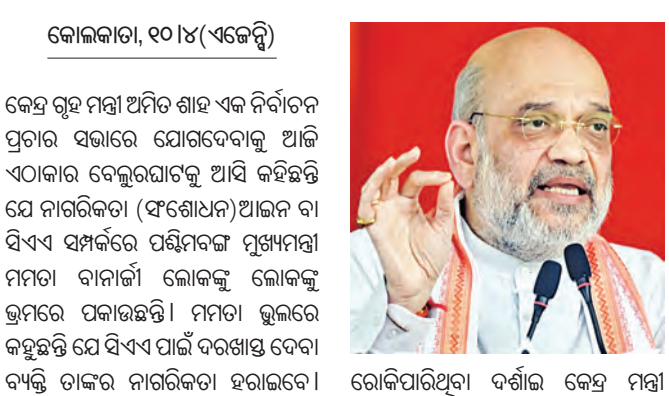 କୋଲକାତା, ୧୦।୪(ଏଜେନ୍ସି)
କେନ୍ଦ୍ର ଗୃହ ମନ୍ତ୍ରୀ ଅମିତ ଶାହ ଏକ ନିର୍ବାଚନ
ପ୍ରଚାର ସଭାରେ ଯୋଗଦେବାକୁ ଆଜି
ଏଠାକାର ବେଲୁରଘାଟକୁ ଆସି କହିଛନ୍ତି
ଯେ ନାଗରିକତା (ସଂଶୋଧନ)ଆଇନ ବା
ସିଏଏ ସମ୍ପର୍କରେ ପଶ୍ଚିମବଙ୍ଗ ମୁଖ୍ୟମନ୍ତ୍ରୀ
ମମତା ବାନାର୍ଜୀ ଲୋକଙ୍କୁ ଲୋକଙ୍କୁ
ଭ୍ରମରେ ପକାଉଛନ୍ତି। ମମତା ଭୁଲରେ
କହୁଛନ୍ତି ଯେ ସିଏଏ ପାଇଁ ଦରଖାସ୍ତ ଦେବା
ବ୍ୟକ୍ତି ତାଙ୍କର ନାଗରିକତା ହରାଇବେ।
ରୋକିପାରିଥିବା ଦର୍ଶାଇ କେନ୍ଦ୍ର ମନ୍ତ୍ରୀ